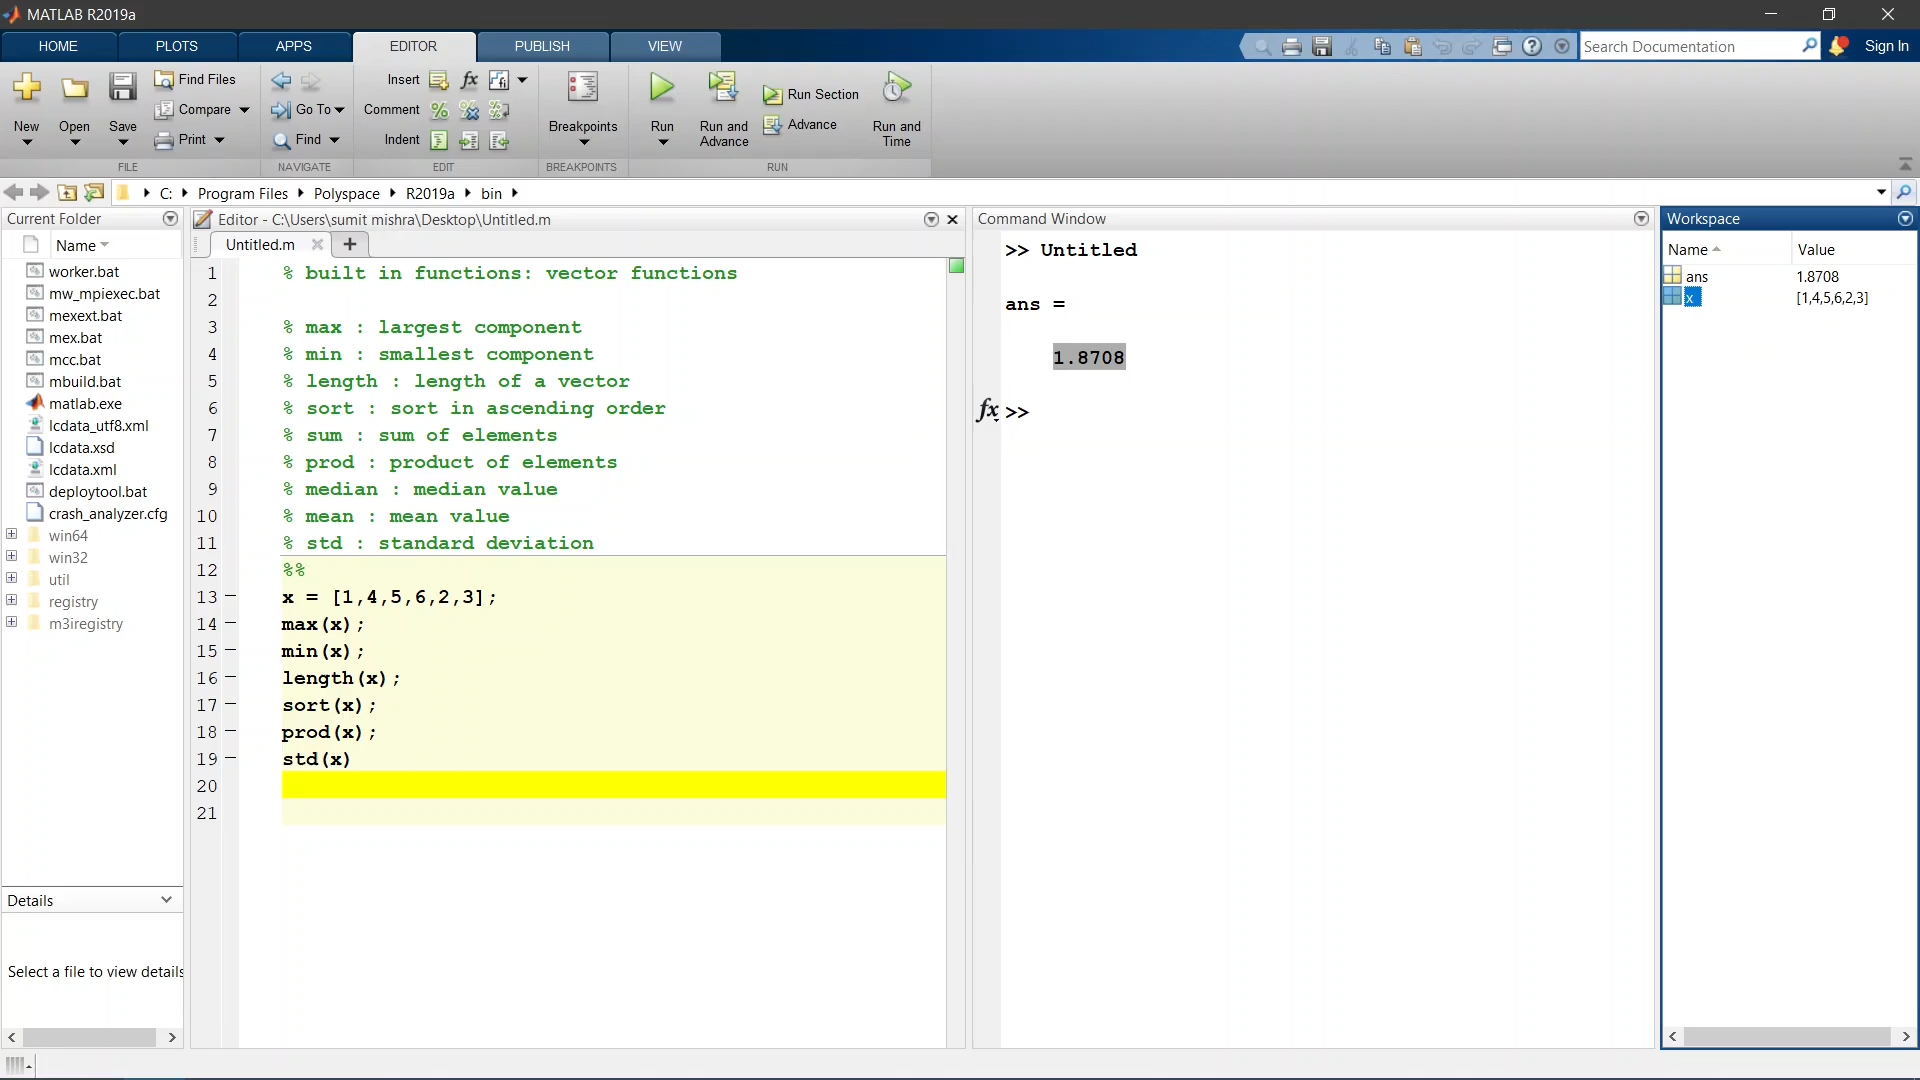 MATLAB R2019a
HOME PLOTS APPS EDITOR PUBLISH VIEW
Search Documentation
Sign In
New
Open
Save
Find Files
Compare
Print
FILE
Go To
Find
NAVIGATE
Insert
Comment
Indent
EDIT
Breakpoints
BREAKPOINTS
Run
Run and
Advance
Run Section
Advance
Run and
Time
RUN
C: Program Files Polyspace R2019a bin
Current Folder
Name
worker.bat
mw_mpiexec.bat
mexext.bat
mex.bat
mcc.bat
mbuild.bat
matlab.exe
lcdata_utf8.xml
lcdata.xsd
lcdata.xml
deploytool.bat
crash_analyzer.cfg
win64
win32
util
registry
m3iregistry
Details
Select a file to view details
Editor - C:\Users\sumit mishra\Desktop\Untitled.m
Untitled.m
1 % built in functions: vector functions
2
3 % max : largest component
4 % min : smallest component
5 % length : length of a vector
6 % sort : sort in ascending order
7 % sum : sum of elements
8 % prod : product of elements
9 % median : median value
10 % mean : mean value
11 % std : standard deviation
12 %%
13 x = [1,4,5,6,2,3];
14 max(x);
15 min(x);
16 length(x);
17 sort(x);
18 prod(x);
19 std(x)
20
21
Command Window
>> Untitled
ans =
1.8708
fx >>
Workspace
Name Value
ans 1.8708
x [1,4,5,6,2,3]